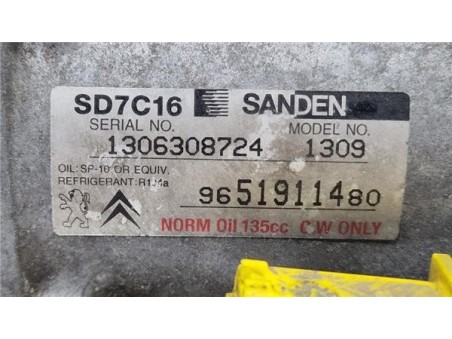 SD7C16 SANDEN
SERIAL NO. MODEL NO.
1306308724 1309
OIL: SP-10 OR EQUIV.
REFRIGERANT: R134a
9651911480
NORM Oil 135cc C W ONLY